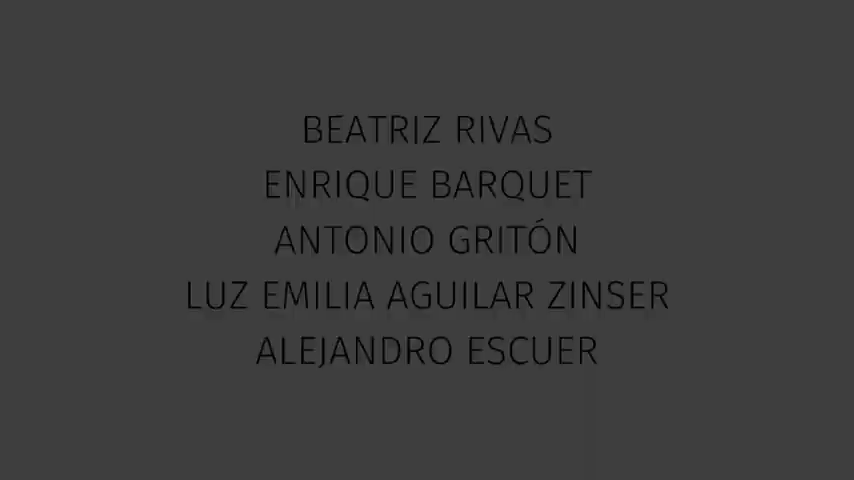 BEATRIZ RIVAS
ENRIQUE BARQUET
ANTONIO GRITÓN
LUZ EMILIA AGUILAR ZINSER
ALEJANDRO ESCUER